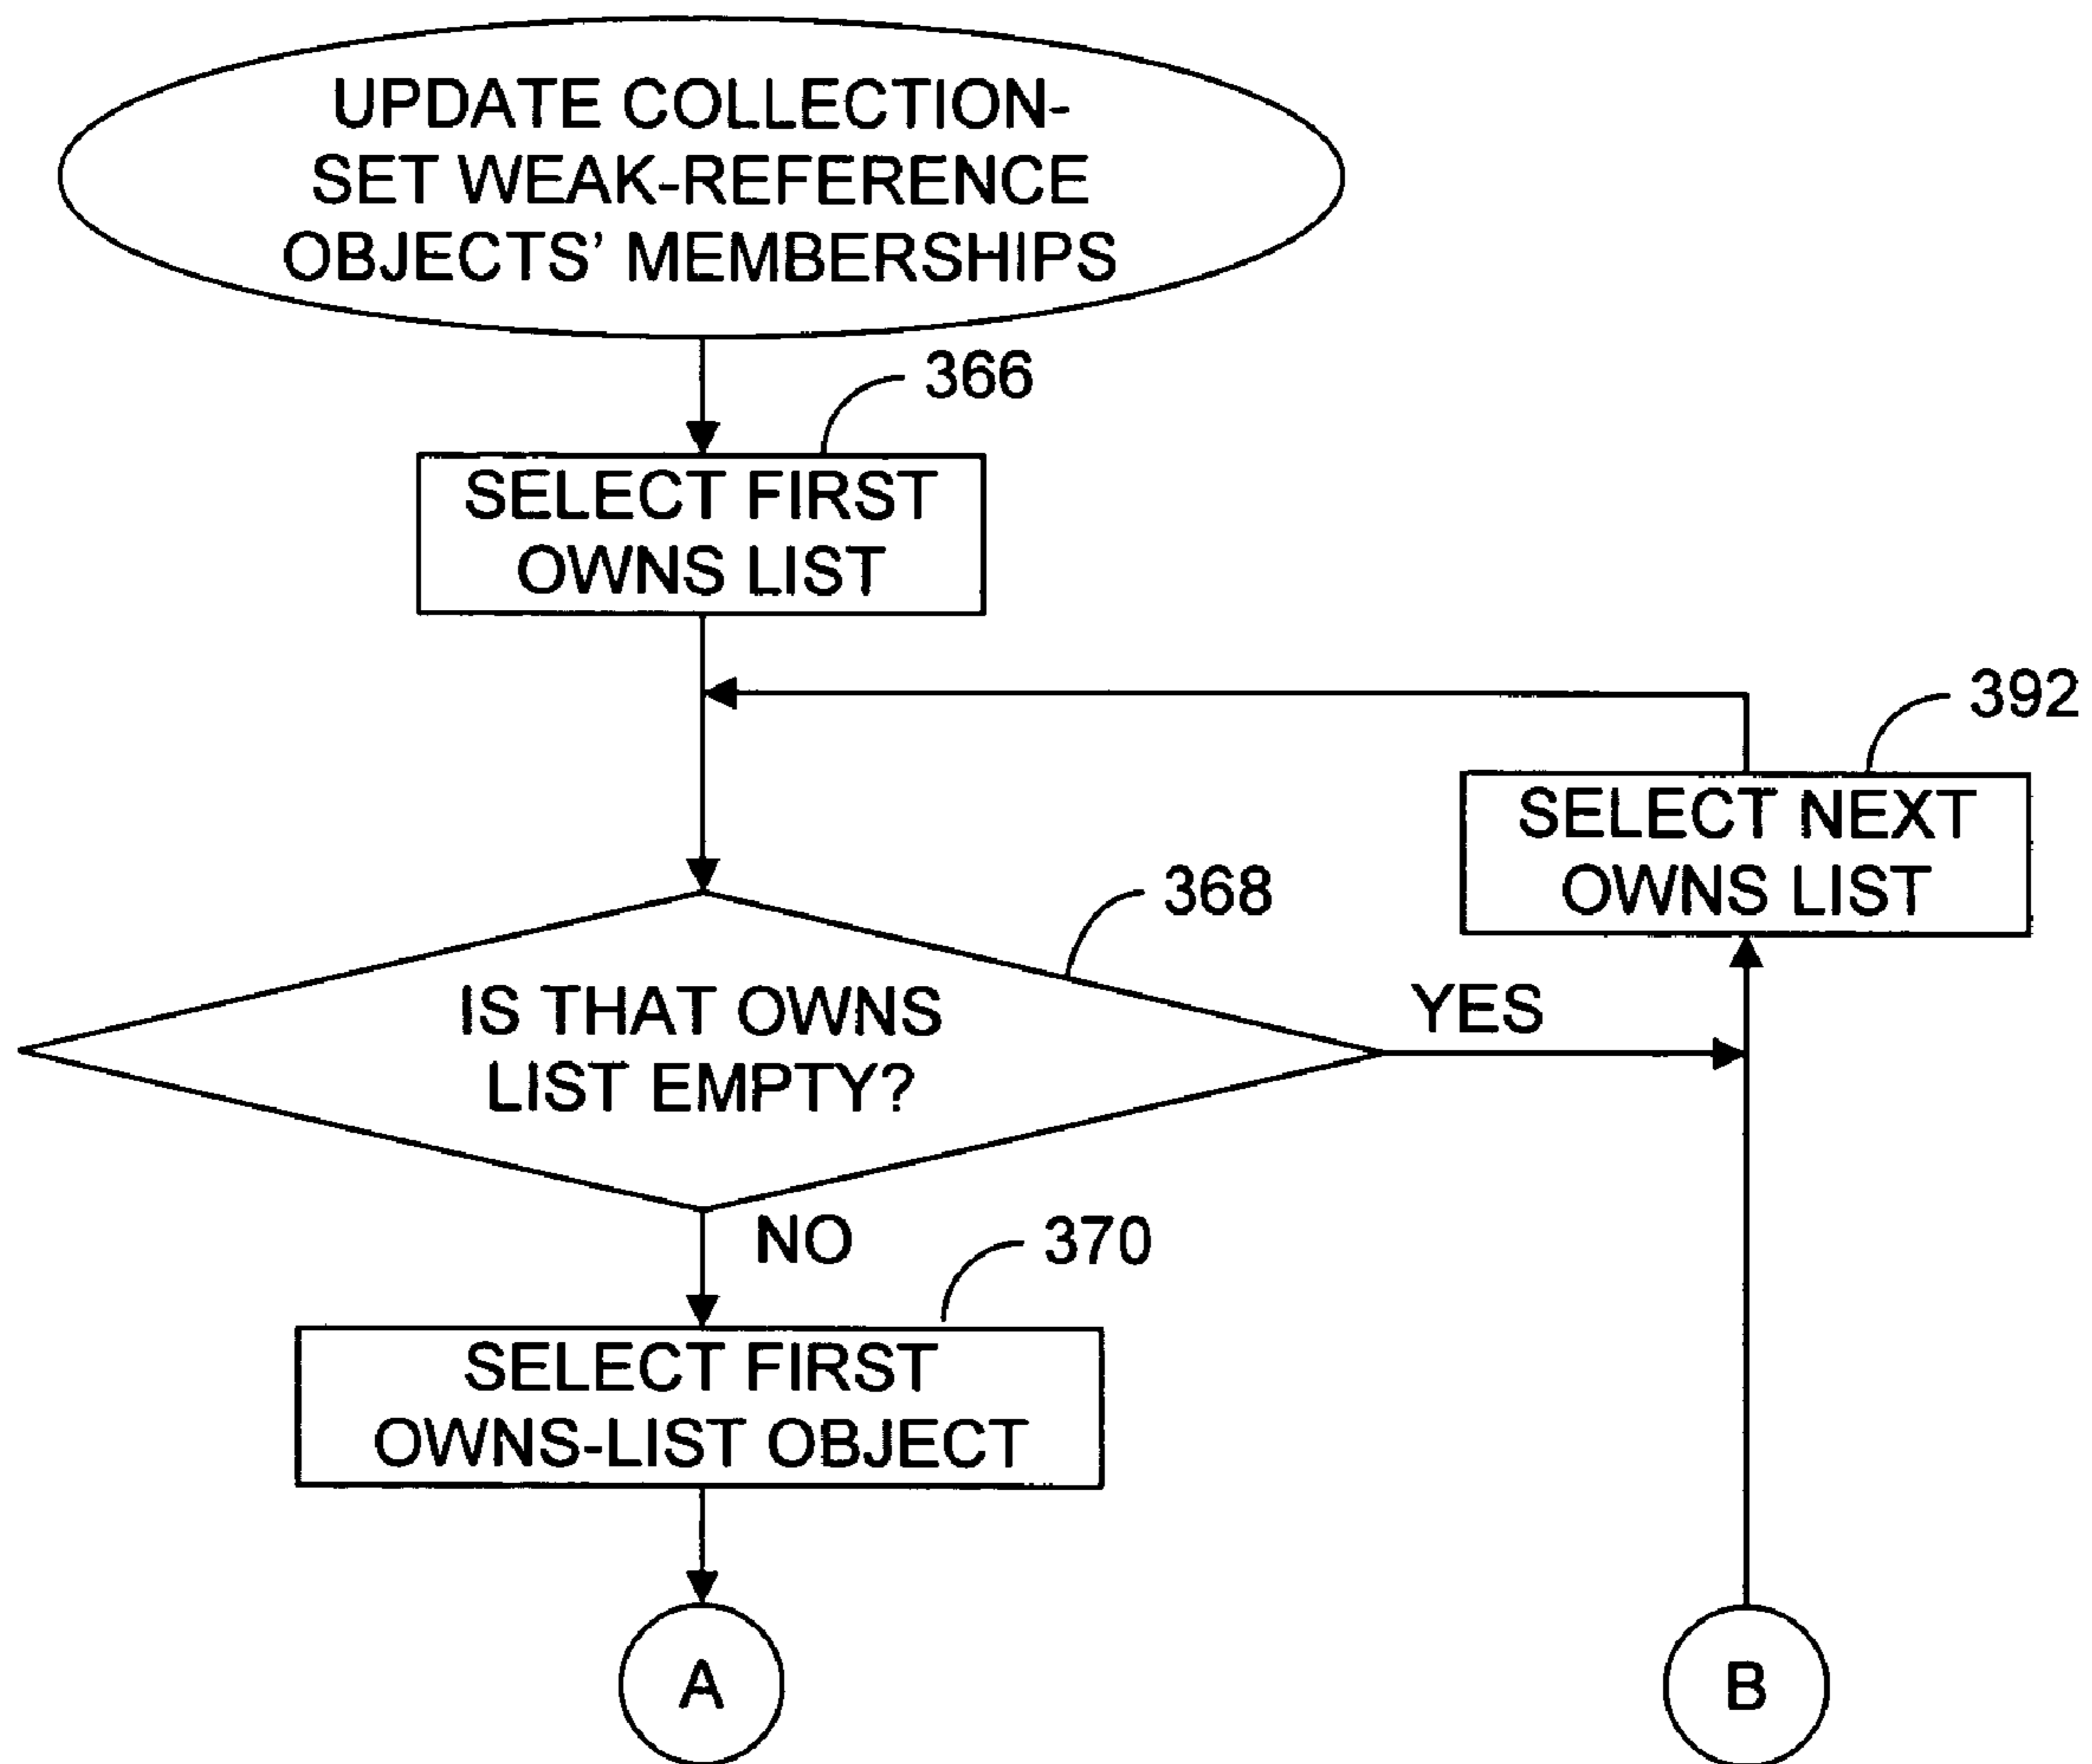 UPDATE COLLECTION-
SET WEAK-REFERENCE
OBJECTS’ MEMBERSHIPS
366
SELECT FIRST
OWNS LIST
392
SELECT NEXT
OWNS LIST
368
IS THAT OWNS
LIST EMPTY?
YES
NO
370
SELECT FIRST
OWNS-LIST OBJECT
A
B